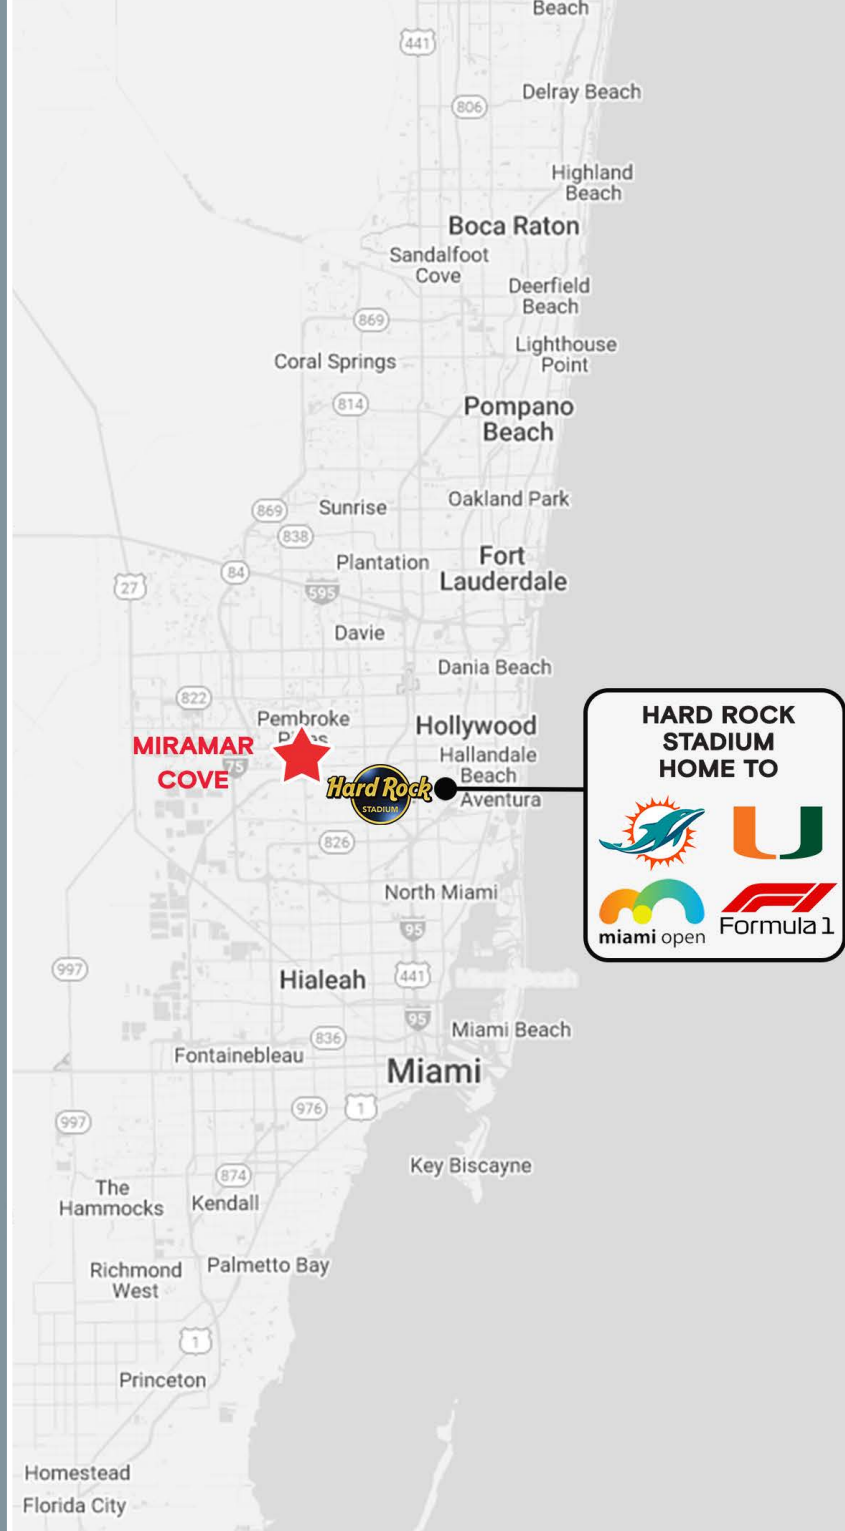 Beach
441
Delray Beach
806
Highland
Beach
Boca Raton
Sandalfoot
Cove
Deerfield
Beach
869
Lighthouse
Point
Coral Springs
814
Pompano
Beach
Oakland Park
869
Sunrise
838
Fort
Lauderdale
Plantation
84
27
595
Davie
Dania Beach
822
Pembroke
Hollywood
MIRAMAR
COVE
75
Hallandale
Beach
Aventura
Hard Rock
STADIUM
HARD ROCK
STADIUM
HOME TO
U
miami open
Formula 1
826
North Miami
95
997
Hialeah
441
95
Miami Beach
836
Fontainebleau
Miami
976
1
997
Key Biscayne
874
The
Hammocks
Kendall
Richmond
West
Palmetto Bay
1
Princeton
Homestead
Florida City